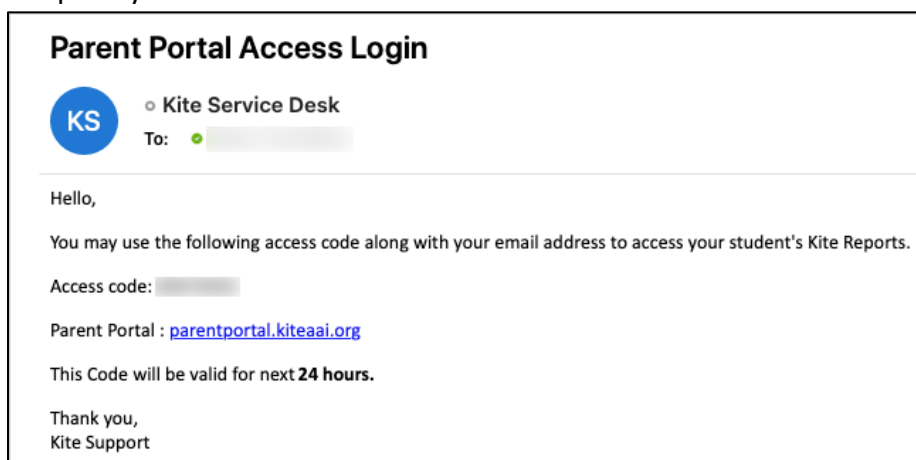 Parent Portal Access Login
KS
Kite Service Desk
To:
Hello,
You may use the following access code along with your email address to access your student's Kite Reports.
Access code:
Parent Portal : parentportal.kiteaai.org
This Code will be valid for next 24 hours.
Thank you,
Kite Support